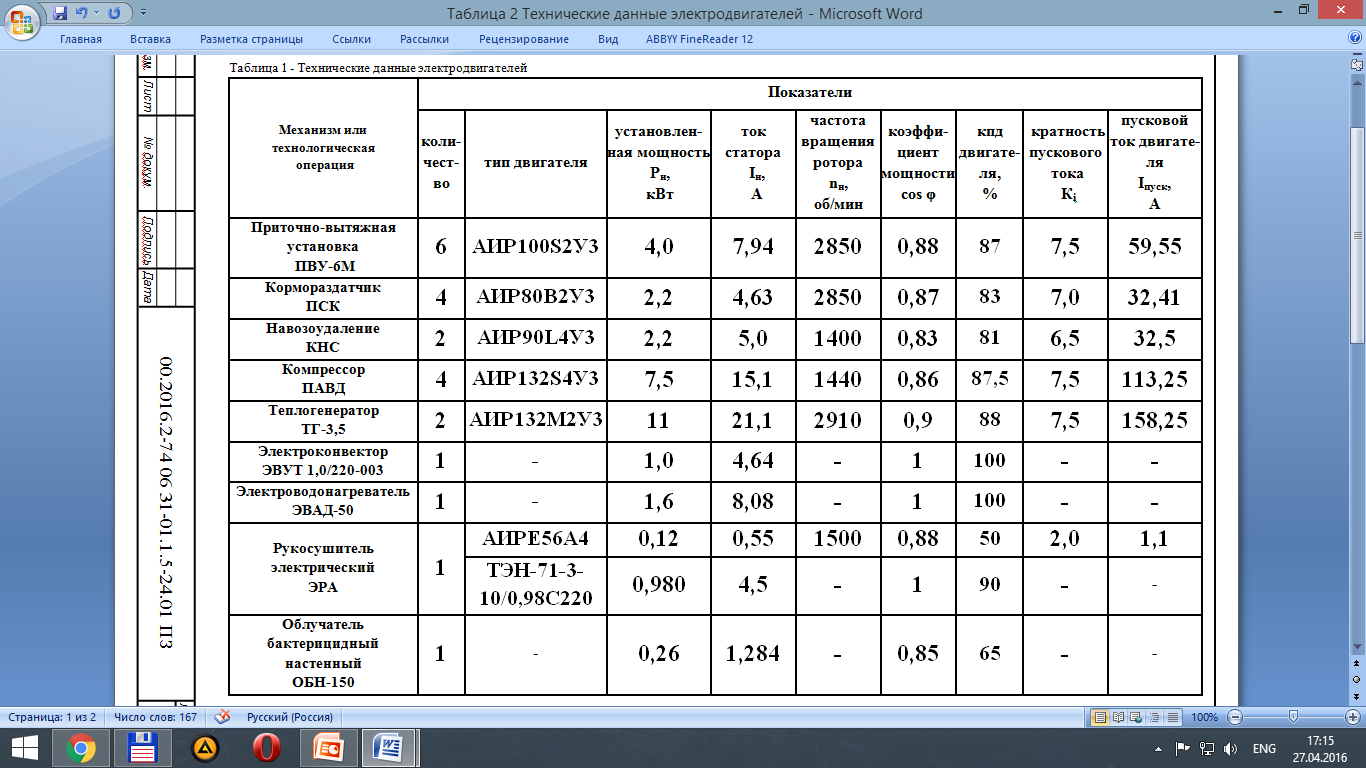 Таблица 2 Технические данные электродвигателей - Microsoft Word
Главная Вставка Разметка страницы Ссылки Рассылки Рецензирование Вид ABBYY FineReader 12
Таблица 1 - Технические данные электродвигателей
Механизм или
технологическая
операция
Показатели
коли-
чест-
во
тип двигателя
установлен-
ная мощность
Pн,
кВт
ток
статора
Iн,
А
частота
вращения
ротора
nн,
об/мин
коэффи-
циент
мощности
cos φ
кпд
двигате-
ля,
%
кратность
пускового
тока
Кi
пусковой
ток двигате-
ля
Iпуск,
А
Приточно-вытяжная
установка
ПВУ-6М
6 АИР100S2У3 4,0 7,94 2850 0,88 87 7,5 59,55
Кормораздатчик
ПСК
4 АИР80В2У3 2,2 4,63 2850 0,87 83 7,0 32,41
Навозоудаление
КНС
2 АИР90L4У3 2,2 5,0 1400 0,83 81 6,5 32,5
Компрессор
ПАВД
4 АИР132S4У3 7,5 15,1 1440 0,86 87,5 7,5 113,25
Теплогенератор
ТГ-3,5
2 АИР132М2У3 11 21,1 2910 0,9 88 7,5 158,25
Электроконвектор
ЭВУТ 1,0/220-003
1 - 1,0 4,64 - 1 100 - -
Электроводонагреватель
ЭВАД-50
1 - 1,6 8,08 - 1 100 - -
Рукосушитель
электрический
ЭРА
1
АИРЕ56А4 0,12 0,55 1500 0,88 50 2,0 1,1
ТЭН-71-3-
10/0,98С220
0,980 4,5 - 1 90 - -
Облучатель
бактерицидный
настенный
ОБН-150
1 - 0,26 1,284 - 0,85 65 - -
зм.
Лист
№ докум.
Подпись
Дата
00.2016.2-74 06 31-01.1.5-24.01 ПЗ
Страница: 1 из 2 Число слов: 167 Русский (Россия) 100%
ENG
17:15
27.04.2016